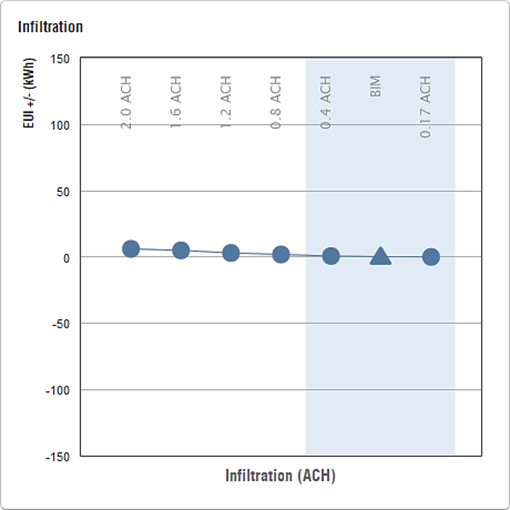 Infiltration
EUI +/- (kWh)
150
100
50
0
-50
-100
-150
2.0 ACH
1.6 ACH
1.2 ACH
0.8 ACH
0.4 ACH
BIM
0.17 ACH
Infiltration (ACH)